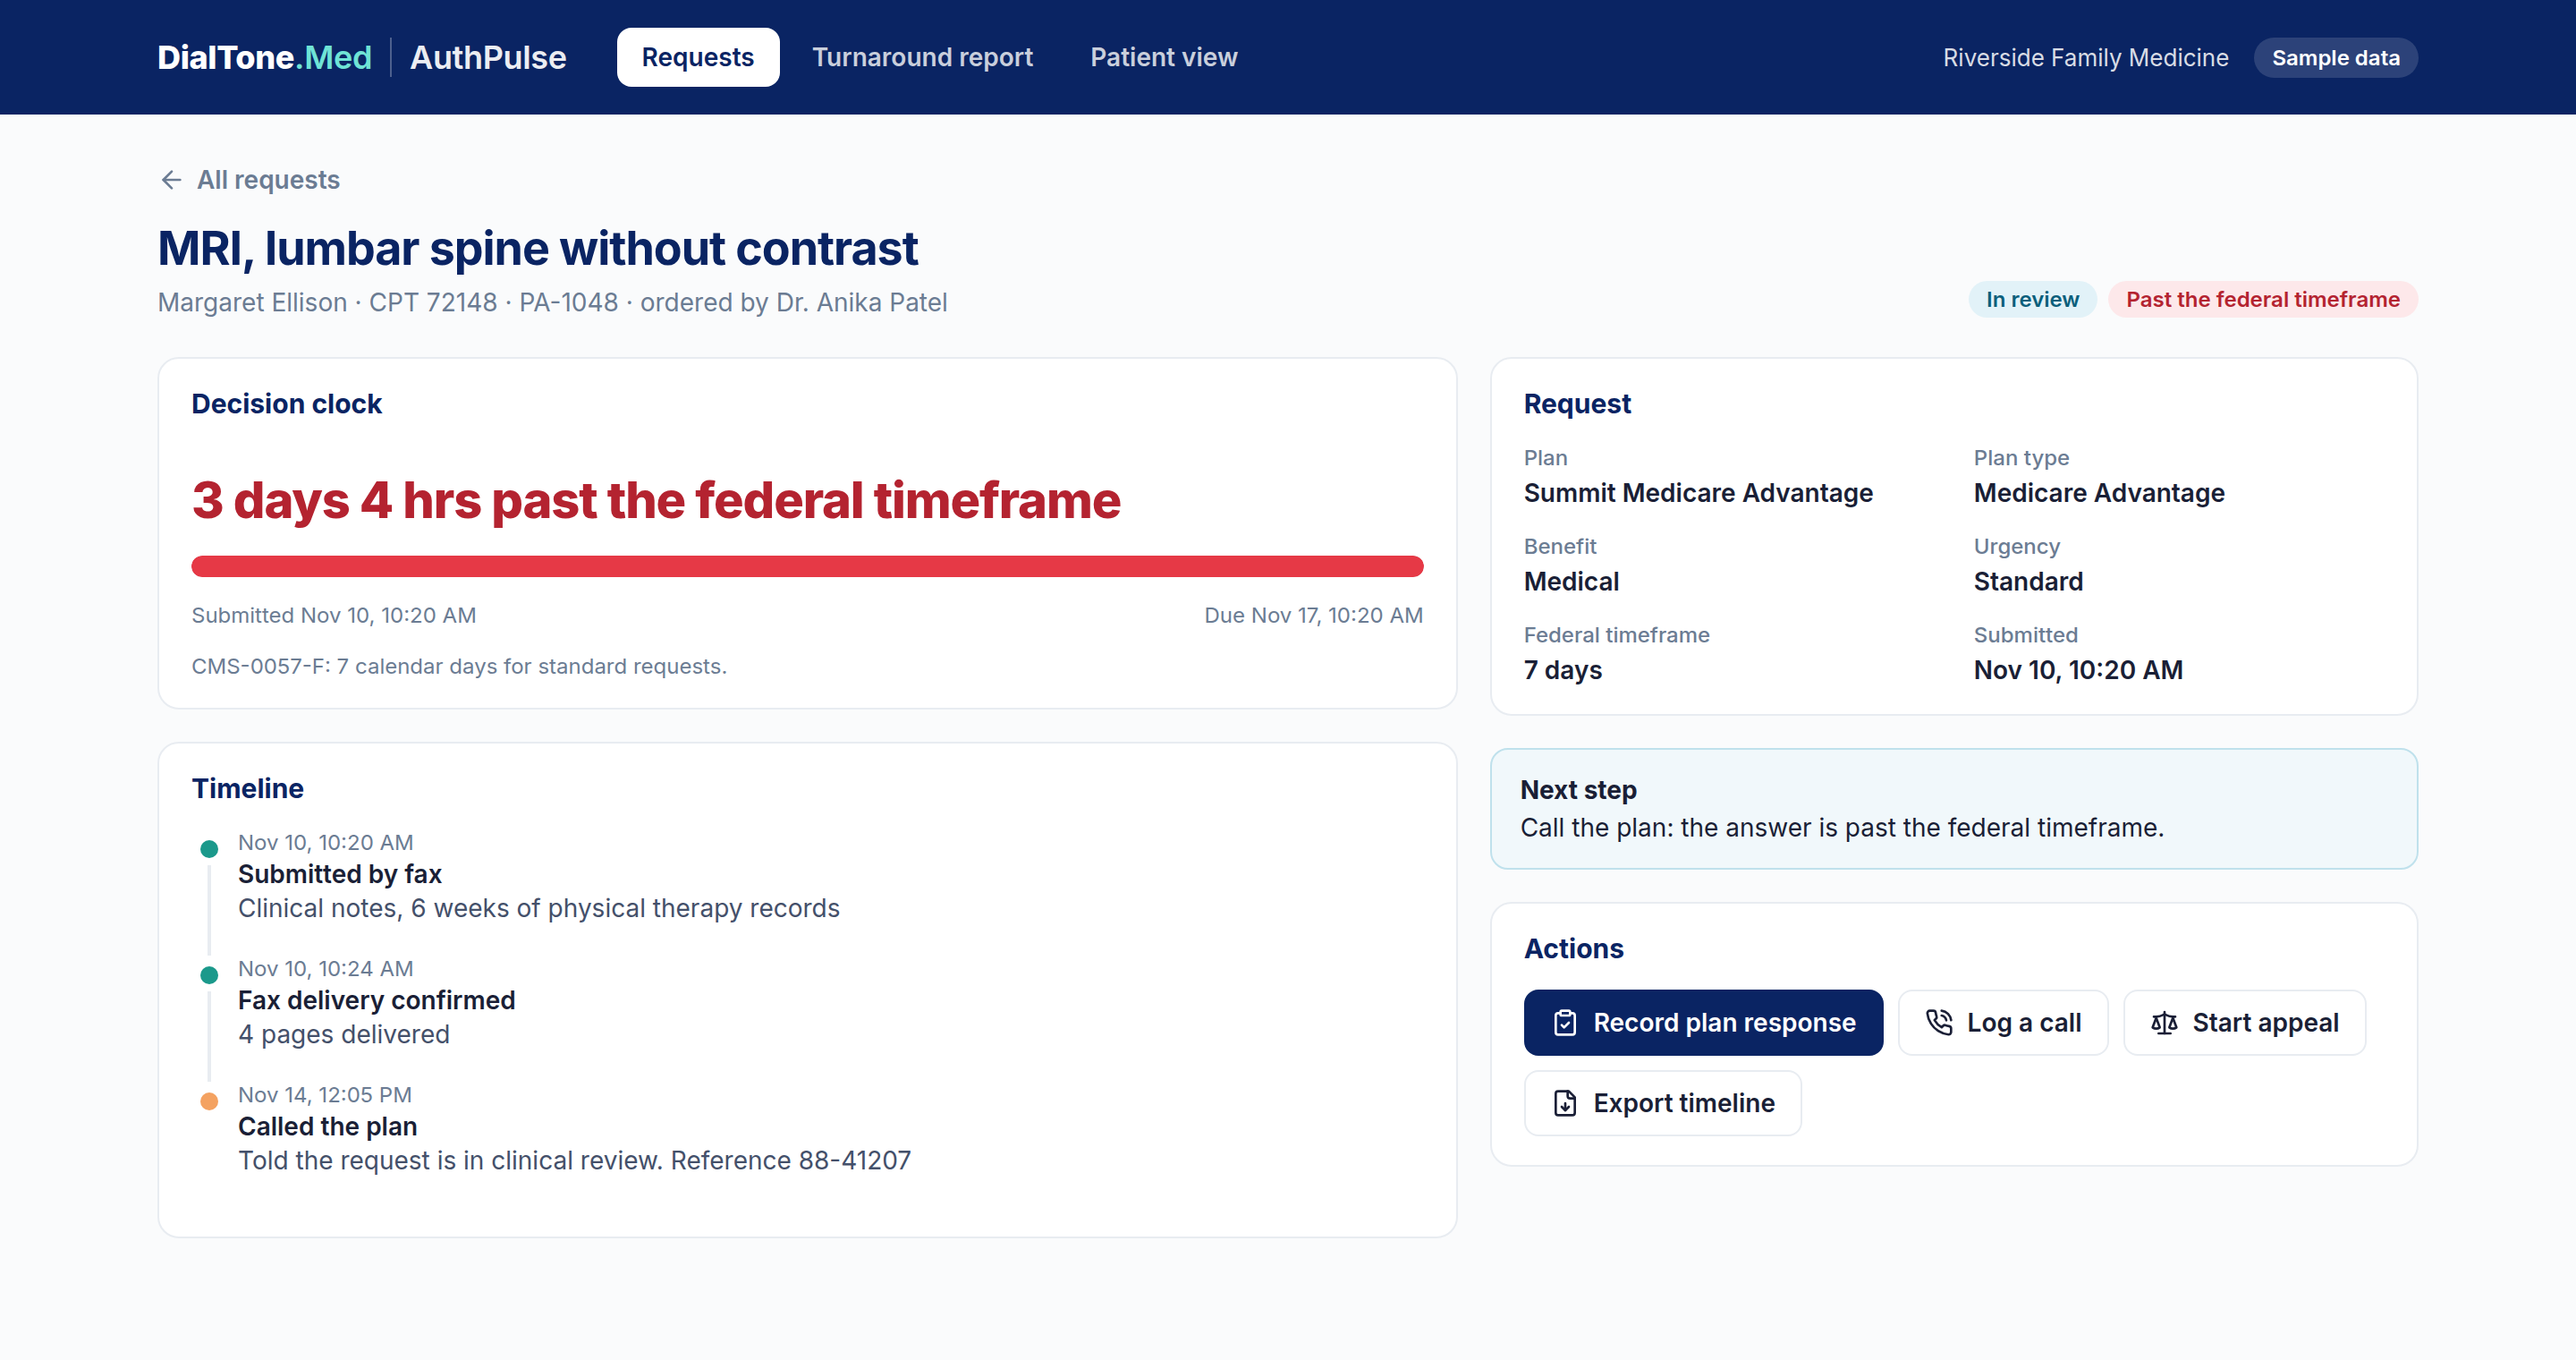 DialTone.Med | AuthPulse
Requests
Turnaround report
Patient view
Riverside Family Medicine
Sample data
All requests
MRI, lumbar spine without contrast
Margaret Ellison · CPT 72148 · PA-1048 · ordered by Dr. Anika Patel
In review
Past the federal timeframe
Decision clock
3 days 4 hrs past the federal timeframe
Submitted Nov 10, 10:20 AM
Due Nov 17, 10:20 AM
CMS-0057-F: 7 calendar days for standard requests.
Timeline
Nov 10, 10:20 AM
Submitted by fax
Clinical notes, 6 weeks of physical therapy records
Nov 10, 10:24 AM
Fax delivery confirmed
4 pages delivered
Nov 14, 12:05 PM
Called the plan
Told the request is in clinical review. Reference 88-41207
Request
Plan
Summit Medicare Advantage
Plan type
Medicare Advantage
Benefit
Medical
Urgency
Standard
Federal timeframe
7 days
Submitted
Nov 10, 10:20 AM
Next step
Call the plan: the answer is past the federal timeframe.
Actions
Record plan response
Log a call
Start appeal
Export timeline